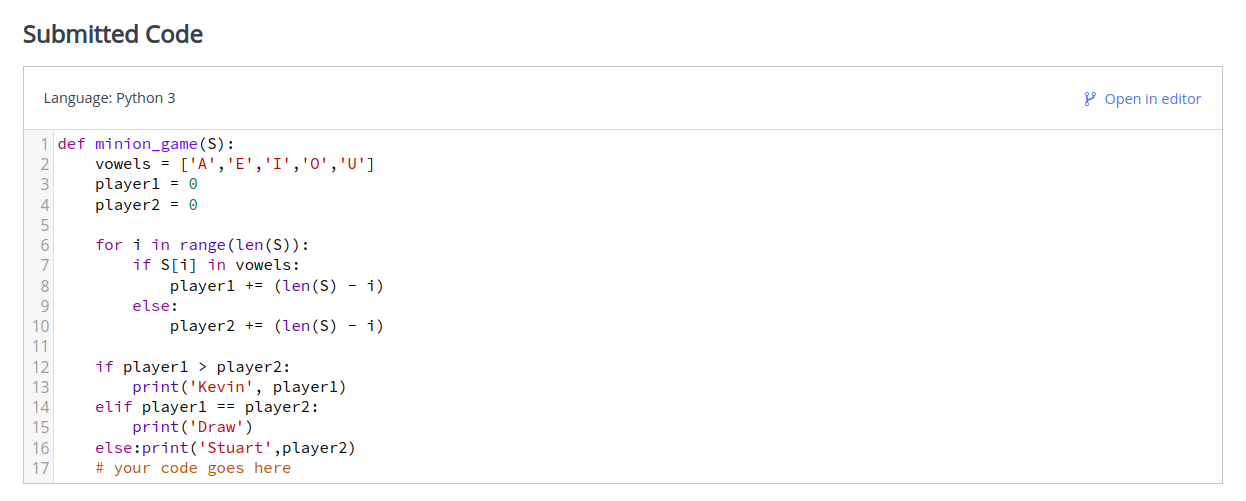 Submitted Code
Language: Python 3
Open in editor
1 def minion_game(S):
2     vowels = ['A','E','I','O','U']
3     player1 = 0
4     player2 = 0
5
6     for i in range(len(S)):
7         if S[i] in vowels:
8             player1 += (len(S) - i)
9         else:
10             player2 += (len(S) - i)
11
12     if player1 > player2:
13         print('Kevin', player1)
14     elif player1 == player2:
15         print('Draw')
16     else:print('Stuart',player2)
17     # your code goes here